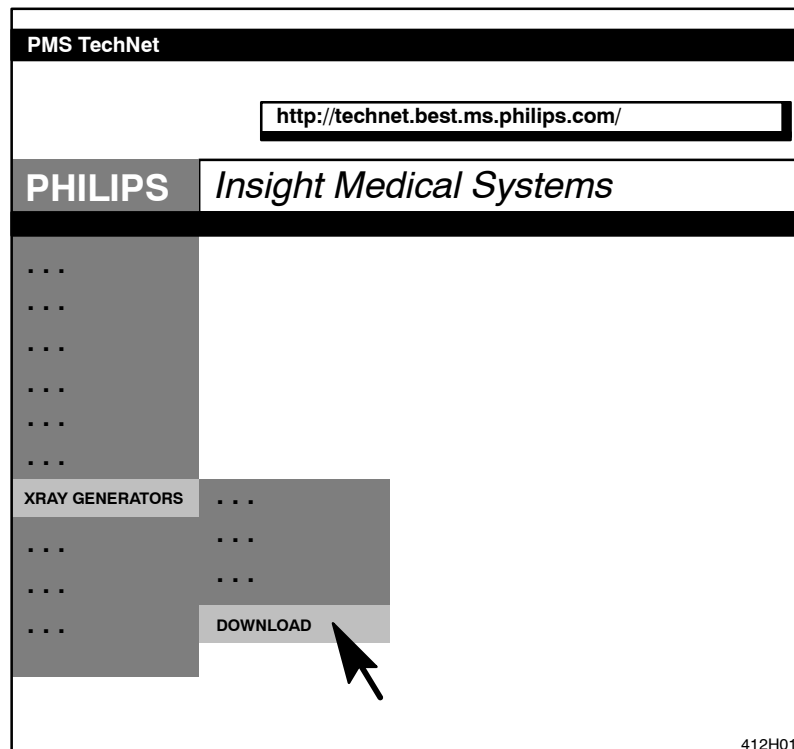 PMS TechNet
http://technet.best.ms.philips.com/
PHILIPS Insight Medical Systems
. . .
. . .
. . .
. . .
. . .
. . .
XRAY GENERATORS . . .
. . . . . .
. . . . . .
. . . DOWNLOAD
412H01